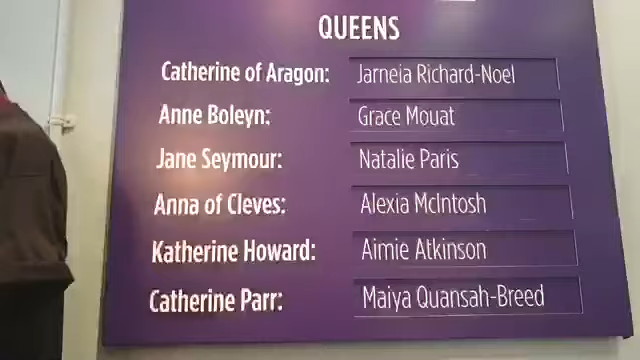 QUEENS
Catherine of Aragon: Jarneia Richard-Noel
Anne Boleyn: Grace Mouat
Jane Seymour: Natalie Paris
Anna of Cleves: Alexia McIntosh
Katherine Howard: Aimie Atkinson
Catherine Parr: Maiya Quansah-Breed